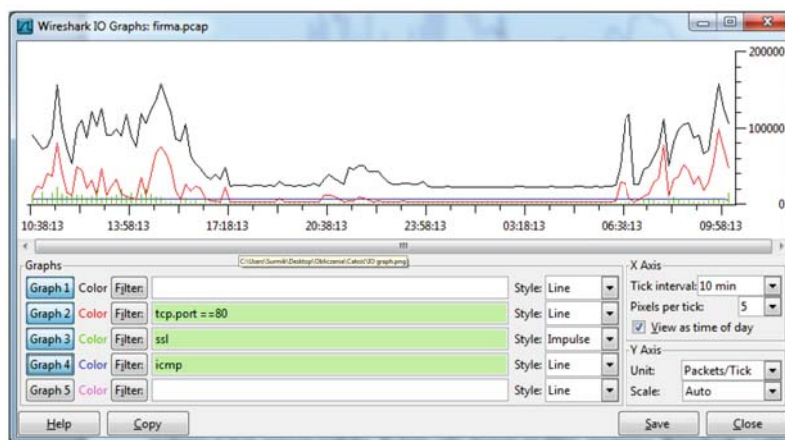 Wireshark IO Graphs: firma.pcap
200000
100000
0
10:38:13 13:58:13 17:18:13 20:38:13 23:58:13 03:18:13 06:38:13 09:58:13
Graphs
Graph 1 Color Filter: Style: Line
Graph 2 Color Filter: tcp.port ==80 Style: Line
Graph 3 Color Filter: ssl Style: Impulse
Graph 4 Color Filter: icmp Style: Line
Graph 5 Color Filter: Style: Line
X Axis
Tick interval: 10 min
Pixels per tick: 5
View as time of day
Y Axis
Unit: Packets/Tick
Scale: Auto
Help Copy Save Close